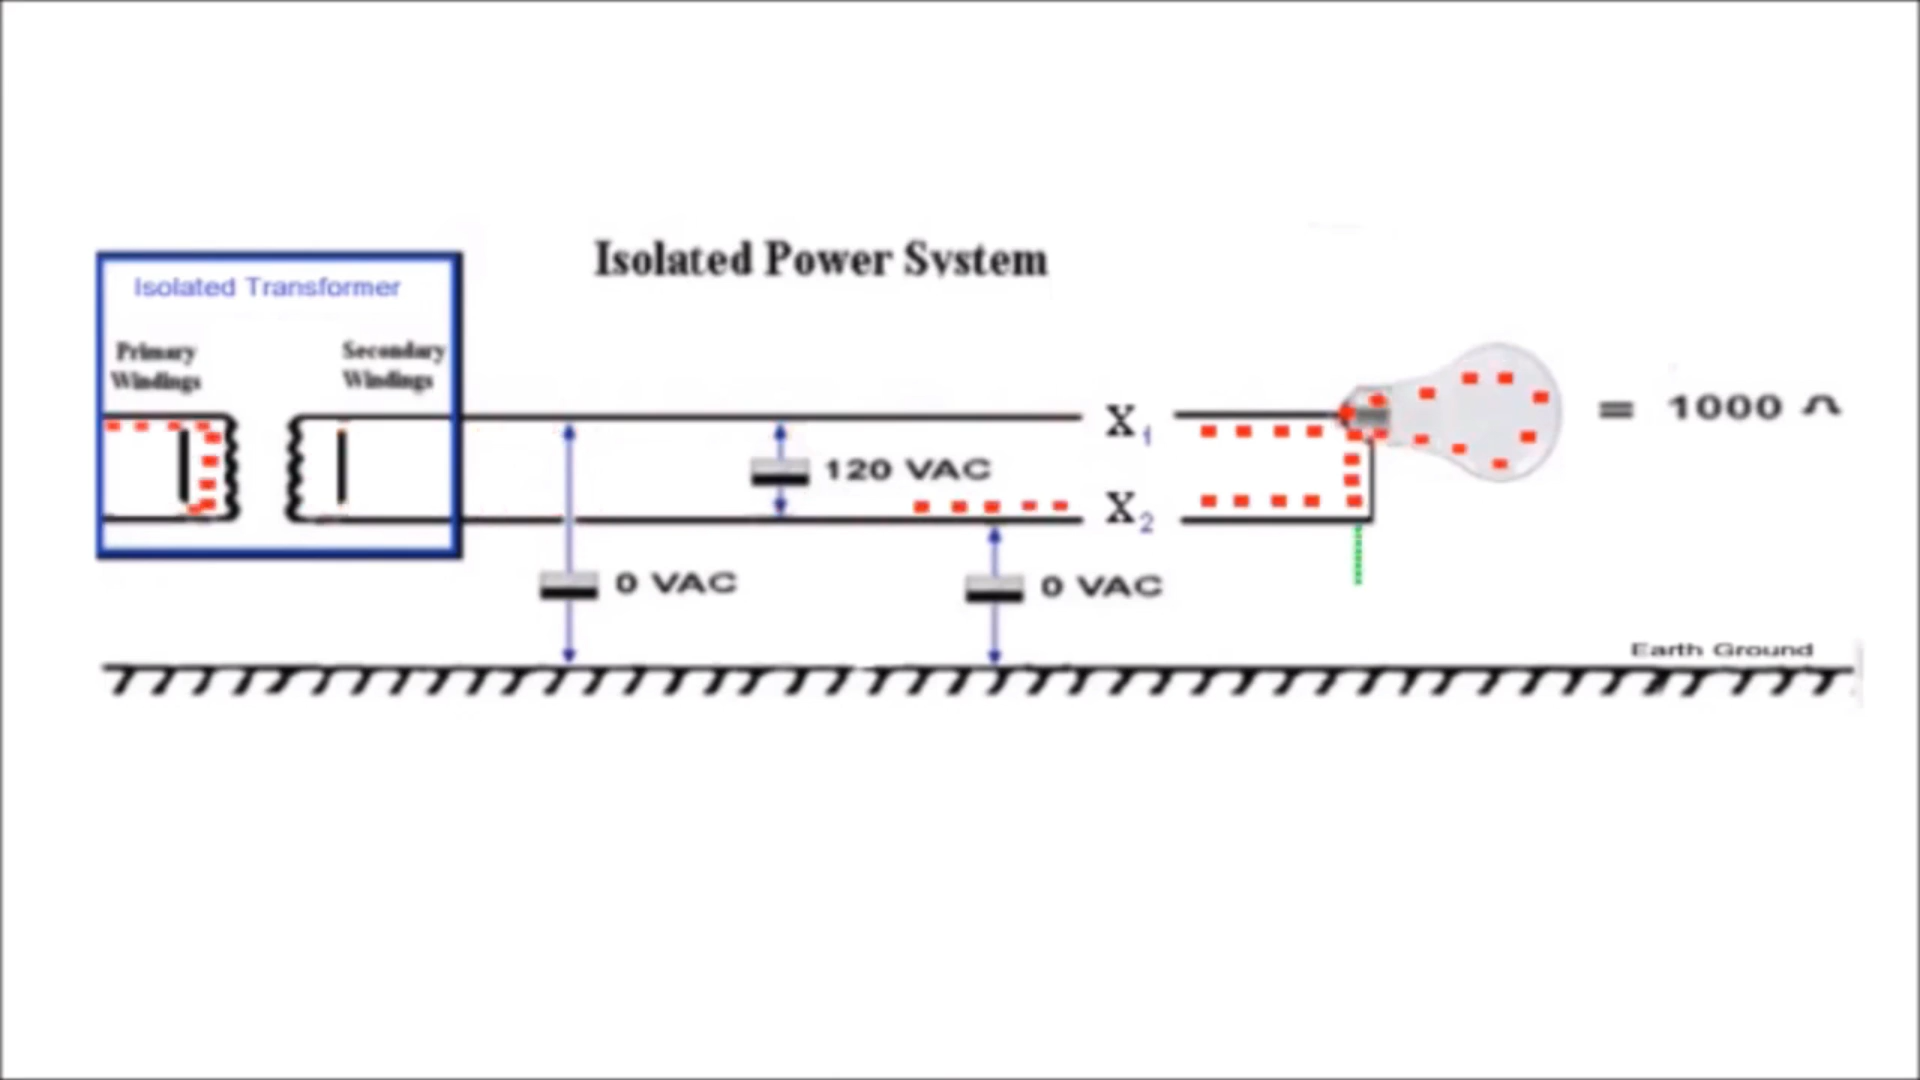 Isolated Power System
Isolated Transformer
Primary
Windings
Secondary
Windings
X1
= 1000 Ω
120 VAC
X2
0 VAC
0 VAC
Earth Ground